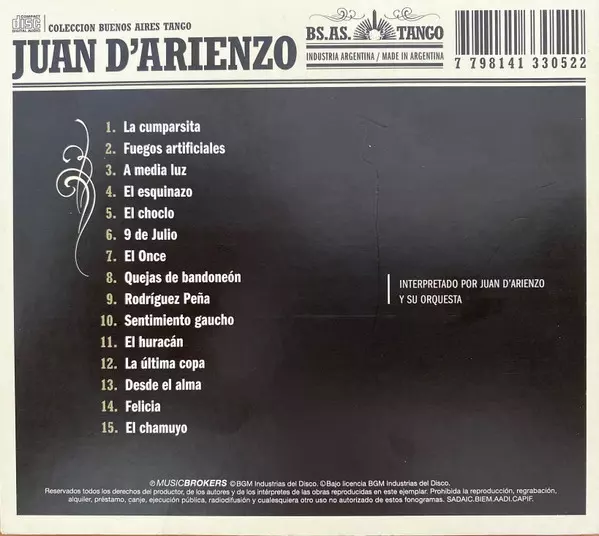 COMPACT
disc
DIGITAL AUDIO
COLECCION BUENOS AIRES TANGO
JUAN D'ARIENZO
BS.AS. TANGO
INDUSTRIA ARGENTINA / MADE IN ARGENTINA
7 798141 330522
1. La cumparsita
2. Fuegos artificiales
3. A media luz
4. El esquinazo
5. El choclo
6. 9 de Julio
7. El Once
8. Quejas de bandoneón
9. Rodríguez Peña
10. Sentimiento gaucho
11. El huracán
12. La última copa
13. Desde el alma
14. Felicia
15. El chamuyo
INTERPRETADO POR JUAN D'ARIENZO
Y SU ORQUESTA
℗ MUSICBROKERS © BGM Industrias del Disco. ©Bajo licencia BGM Industrias del Disco.
Reservados todos los derechos del productor, de los autores y de los intérpretes de las obras reproducidas en este ejemplar. Prohibida la reproducción, regrabación,
alquiler, préstamo, canje, ejecución pública, radiodifusión y cualesquiera otro uso no autorizado de estos fonogramas. SADAIC.BIEM.AADI.CAPIF.